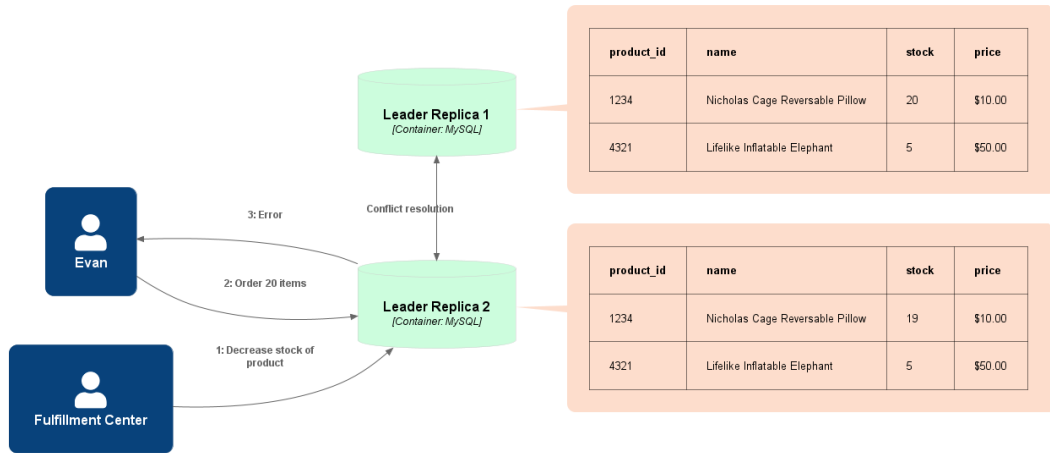 product_id name stock price
1234 Nicholas Cage Reversable Pillow 20 $10.00
4321 Lifelike Inflatable Elephant 5 $50.00
Leader Replica 1
[Container: MySQL]
Conflict resolution
3: Error
Evan
2: Order 20 items
Leader Replica 2
[Container: MySQL]
product_id name stock price
1234 Nicholas Cage Reversable Pillow 19 $10.00
4321 Lifelike Inflatable Elephant 5 $50.00
1: Decrease stock of
product
Fulfillment Center